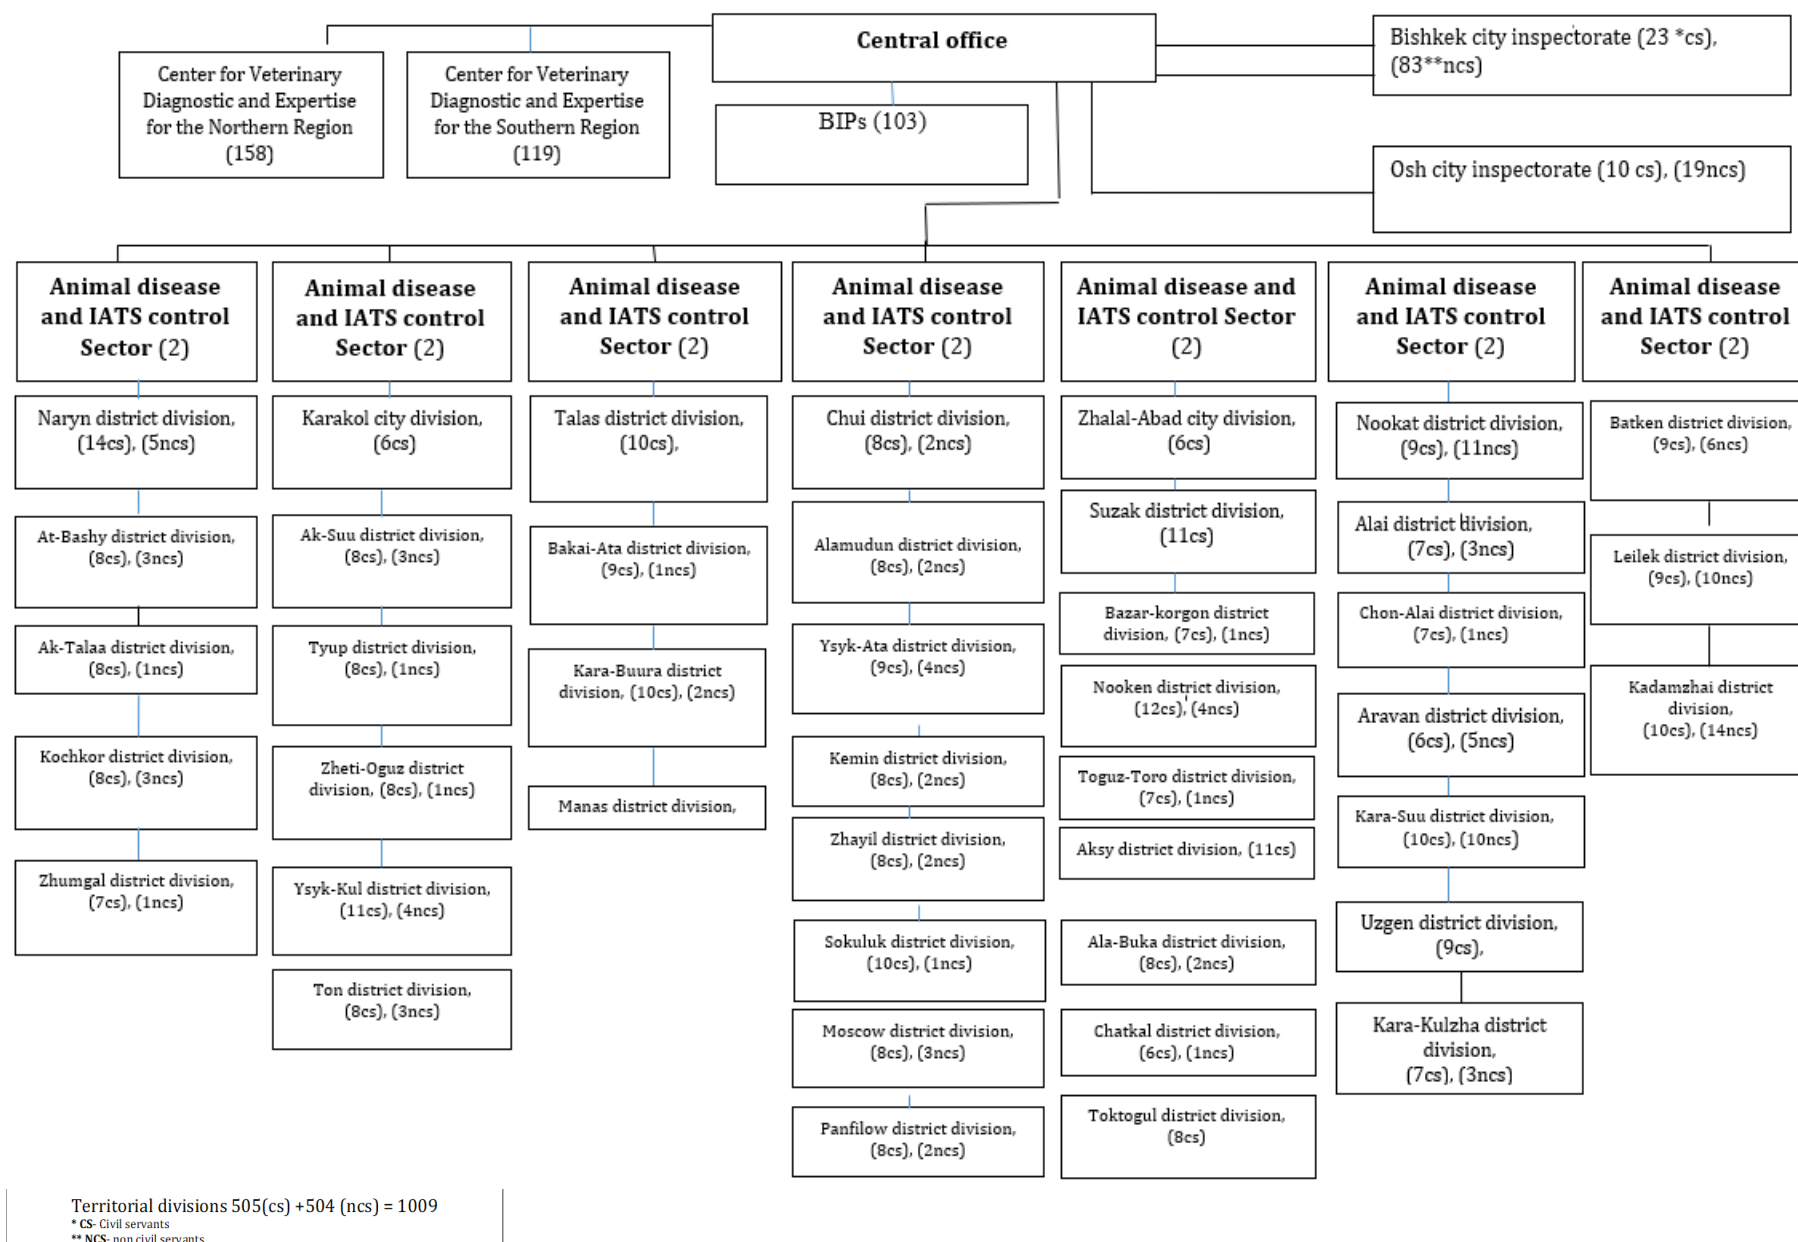 Central office
Bishkek city inspectorate (23 *cs),
(83**ncs)
Center for Veterinary
Diagnostic and Expertise
for the Northern Region
(158)
Center for Veterinary
Diagnostic and Expertise
for the Southern Region
(119)
BIPs (103)
Osh city inspectorate (10 cs), (19ncs)
Animal disease
and IATS control
Sector (2)
Naryn district division,
(14cs), (5ncs)
At-Bashy district division,
(8cs), (3ncs)
Ak-Talaa district division,
(8cs), (1ncs)
Kochkor district division,
(8cs), (3ncs)
Zhumgal district division,
(7cs), (1ncs)
Animal disease
and IATS control
Sector (2)
Karakol city division,
(6cs)
Ak-Suu district division,
(8cs), (3ncs)
Tyup district division,
(8cs), (1ncs)
Zheti-Oguz district
division, (8cs), (1ncs)
Ysyk-Kul district division,
(11cs), (4ncs)
Ton district division,
(8cs), (3ncs)
Animal disease
and IATS control
Sector (2)
Talas district division,
(10cs),
Bakai-Ata district division,
(9cs), (1ncs)
Kara-Buura district
division, (10cs), (2ncs)
Manas district division,
Animal disease
and IATS control
Sector (2)
Chui district division,
(8cs), (2ncs)
Alamudun district division,
(8cs), (2ncs)
Ysyk-Ata district division,
(9cs), (4ncs)
Kemin district division,
(8cs), (2ncs)
Zhayil district division,
(8cs), (2ncs)
Sokuluk district division,
(10cs), (1ncs)
Moscow district division,
(8cs), (3ncs)
Panfilow district division,
(8cs), (2ncs)
Animal disease and
IATS control Sector
(2)
Zhalal-Abad city division,
(6cs)
Suzak district division,
(11cs)
Bazar-korgon district
division, (7cs), (1ncs)
Nooken district division,
(12cs), (4ncs)
Toguz-Toro district division,
(7cs), (1ncs)
Aksy district division, (11cs)
Ala-Buka district division,
(8cs), (2ncs)
Chatkal district division,
(6cs), (1ncs)
Toktogul district division,
(8cs)
Animal disease
and IATS control
Sector (2)
Nookat district division,
(9cs), (11ncs)
Alai district division,
(7cs), (3ncs)
Chon-Alai district division,
(7cs), (1ncs)
Aravan district division,
(6cs), (5ncs)
Kara-Suu district division,
(10cs), (10ncs)
Uzgen district division,
(9cs),
Kara-Kulzha district
division,
(7cs), (3ncs)
Animal disease
and IATS control
Sector (2)
Batken district division,
(9cs), (6ncs)
Leilek district division,
(9cs), (10ncs)
Kadamzhai district
division,
(10cs), (14ncs)
Territorial divisions 505(cs) +504 (ncs) = 1009
* CS- Civil servants
** NCS- non civil servants